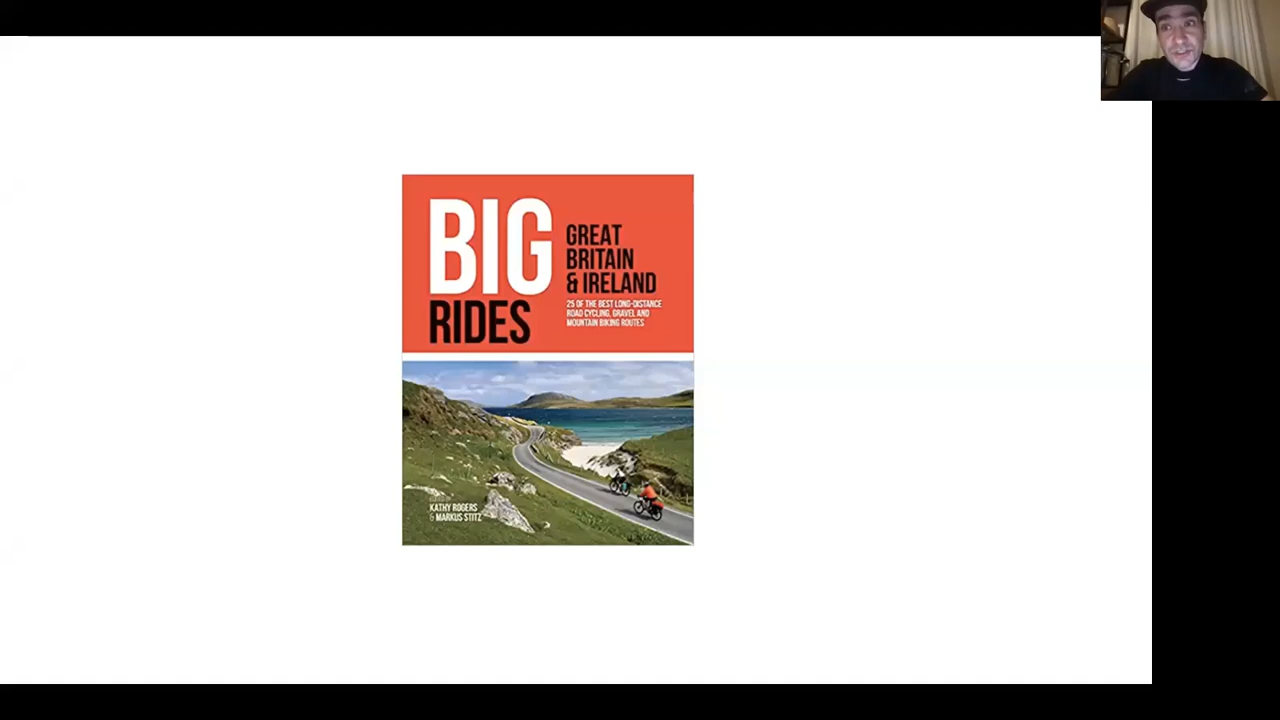 BIG
RIDES
GREAT
BRITAIN
& IRELAND
25 OF THE BEST LONG-DISTANCE
ROAD CYCLING, GRAVEL AND
MOUNTAIN BIKING ROUTES
KATHY ROGERS
& MARKUS STITZ